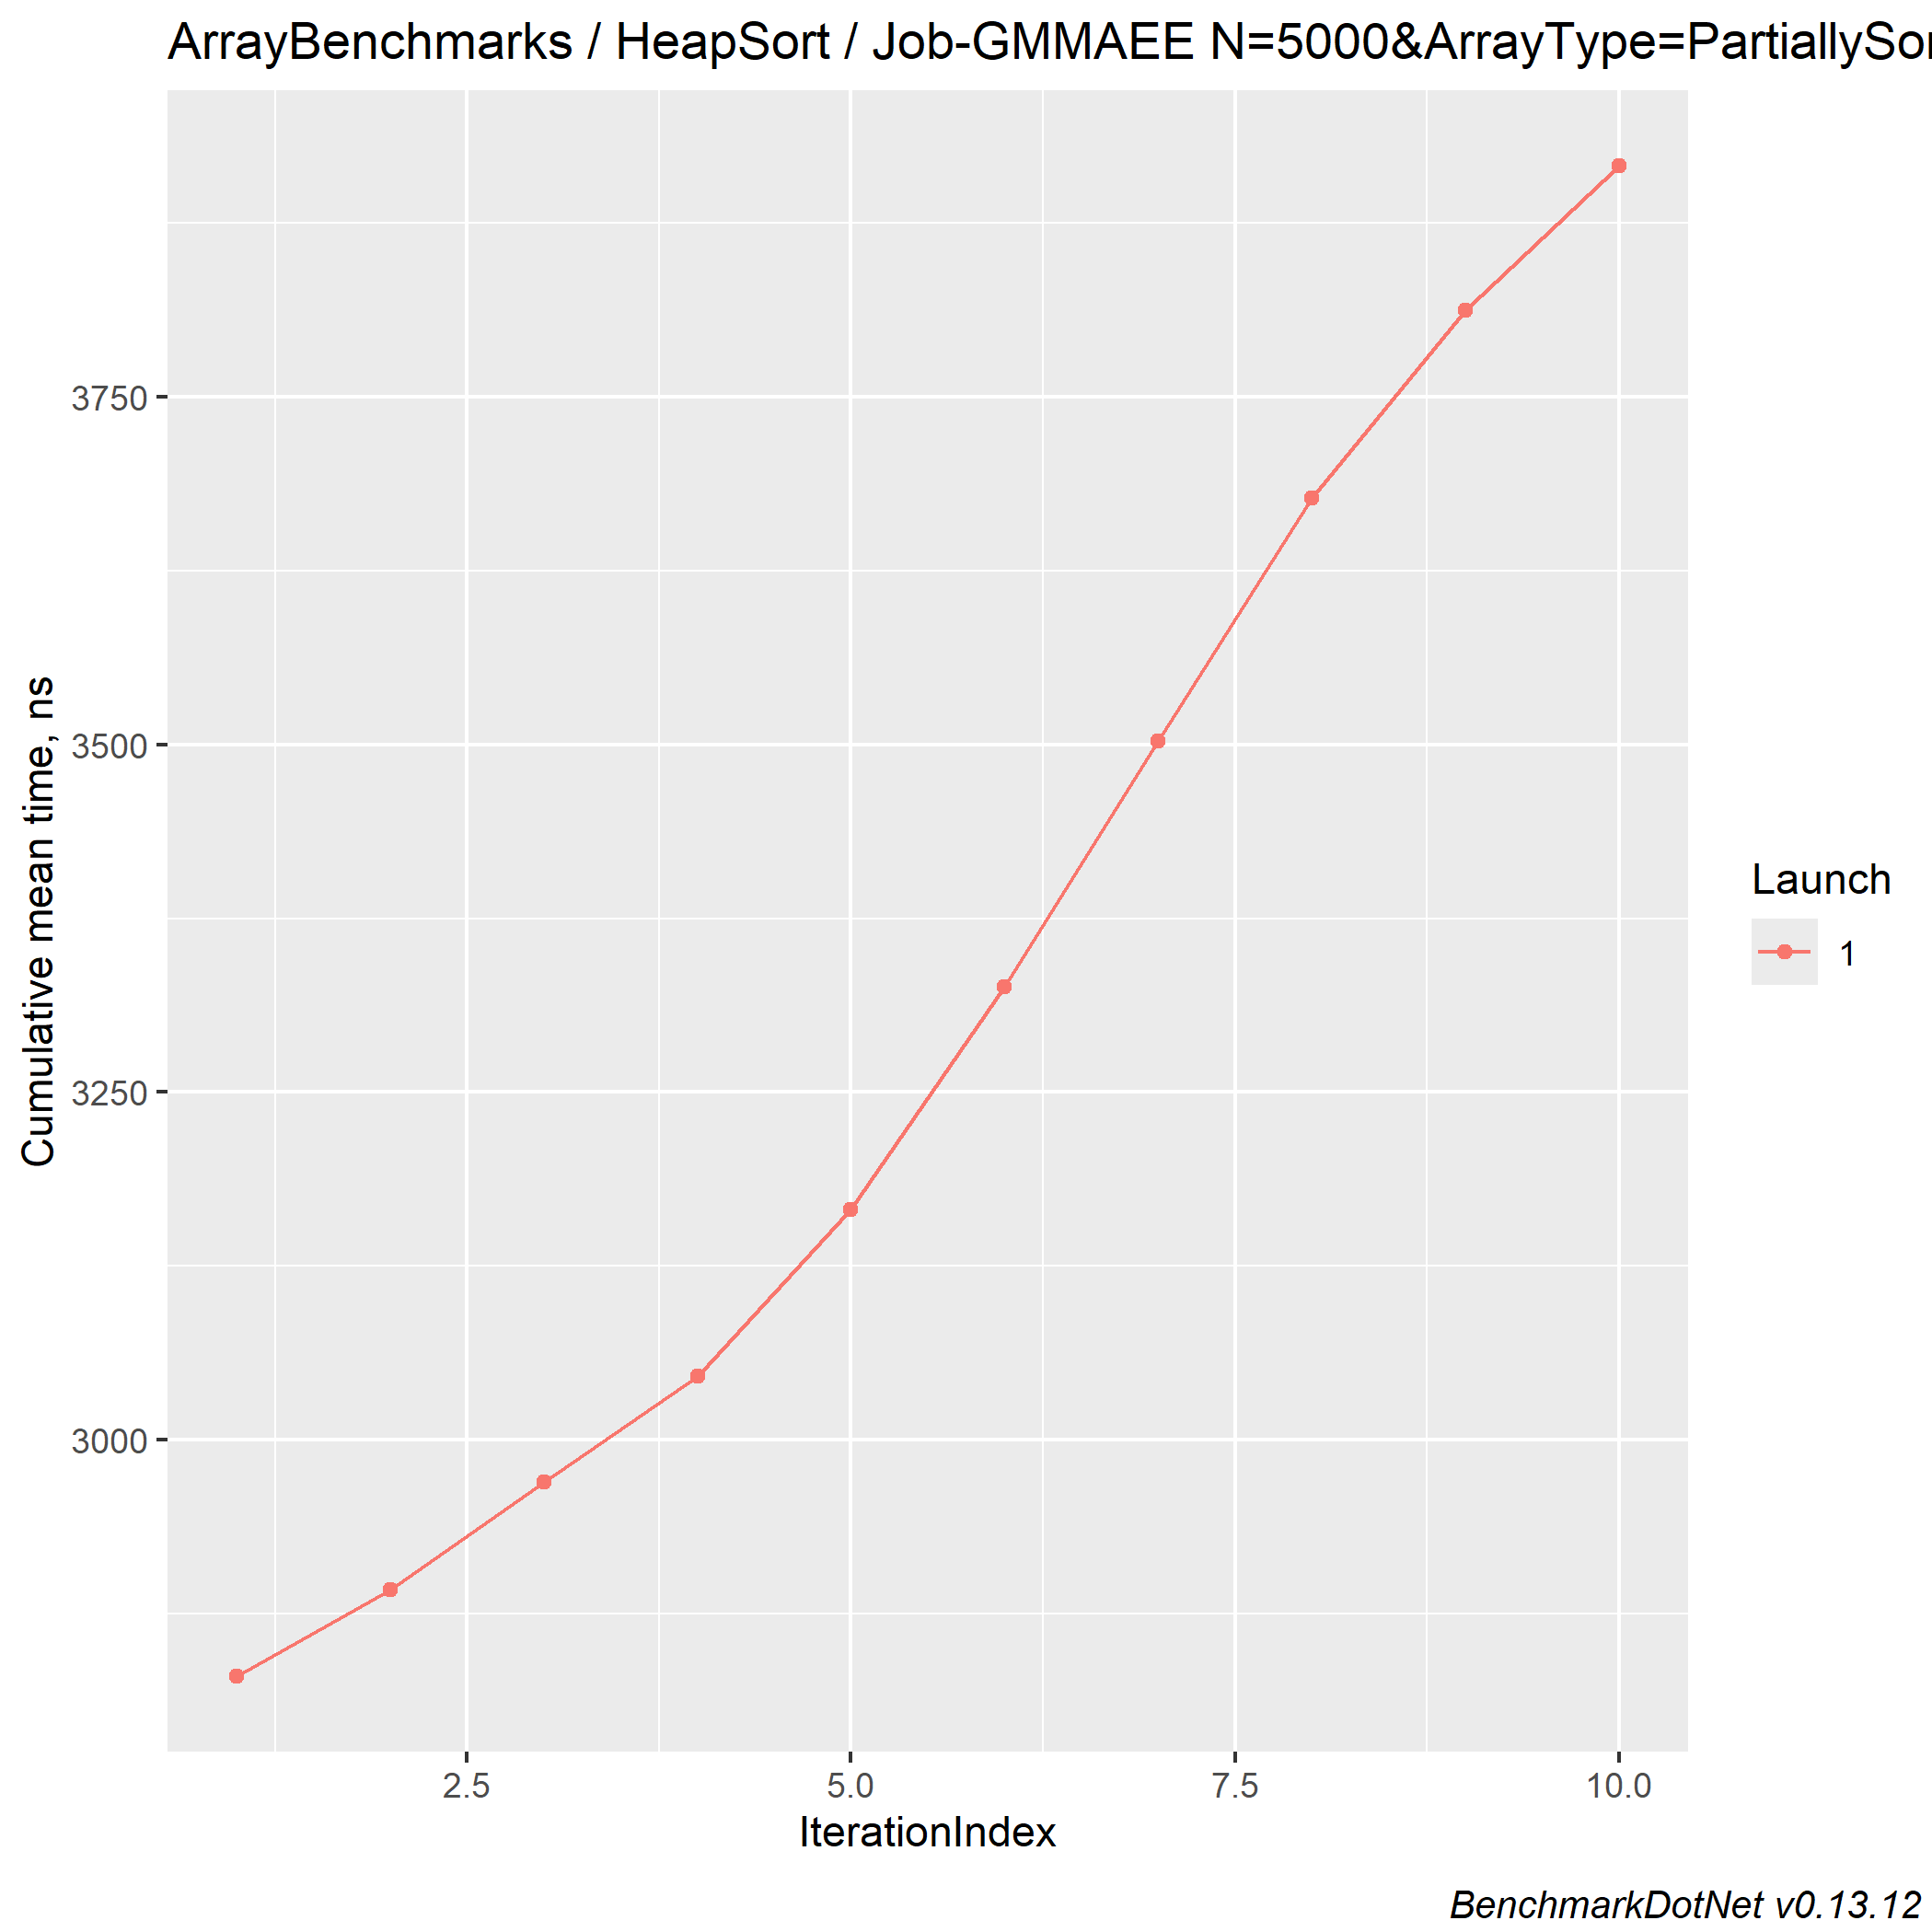 ArrayBenchmarks / HeapSort / Job-GMMAEE N=5000&ArrayType=PartiallySor
3750
3500
3250
3000
Cumulative mean time, ns
2.5 5.0 7.5 10.0
IterationIndex
Launch
1
BenchmarkDotNet v0.13.12